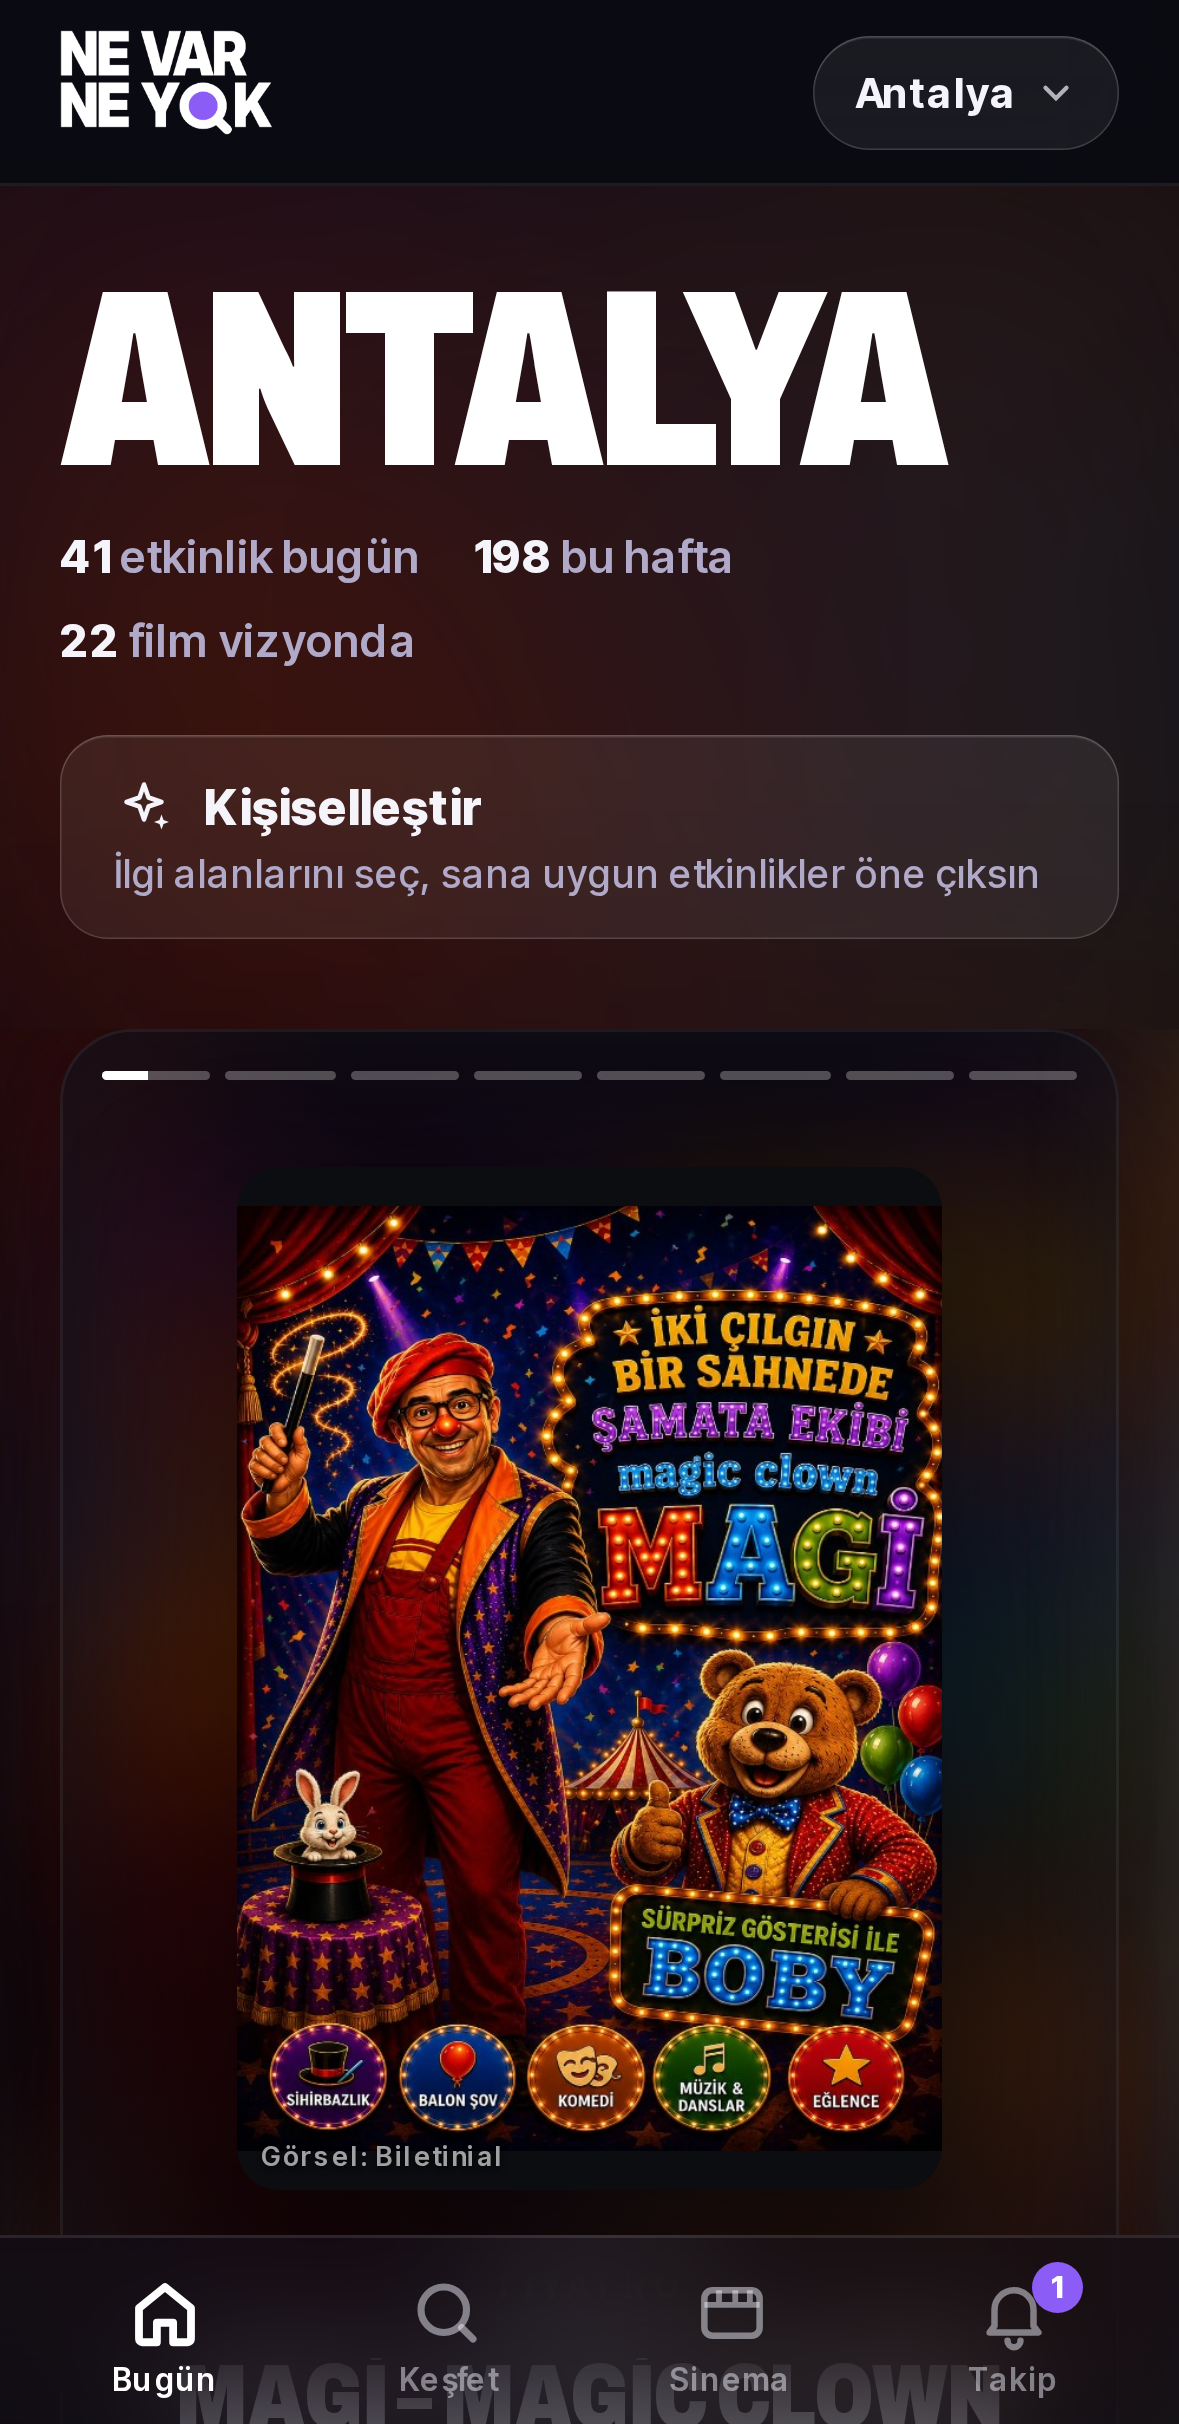 NE VAR
NE YOK
Antalya
ANTALYA
41 etkinlik bugün 198 bu hafta
22 film vizyonda
Kişiselleştir
İlgi alanlarını seç, sana uygun etkinlikler öne çıksın
İKİ ÇILGIN
BİR SAHNEDE
ŞAMATA EKİBİ
magic clown
MAGİ
SÜRPRİZ GÖSTERİSİ İLE
BOBY
SİHİRBAZLIK
BALON ŞOV
KOMEDİ
MÜZİK &
DANSLAR
EĞLENCE
Görsel: Biletinial
1
Bugün Keşfet Sinema Takip
MAGİ – MAGİC CLOWN